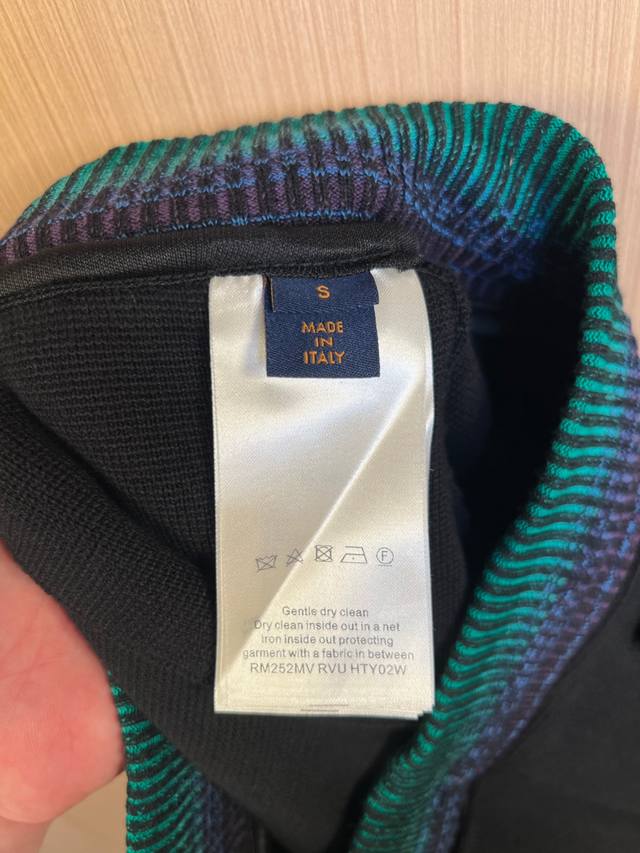 S
MADE
IN
ITALY
F
Gentle dry clean
Dry clean inside out in a net
Iron inside out protecting
garment with a fabric in between
RM252MV RVU HTY02W